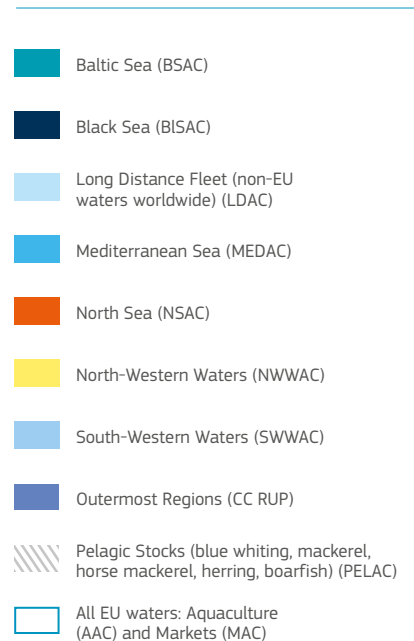 Baltic Sea (BSAC)
Black Sea (BlSAC)
Long Distance Fleet (non-EU
waters worldwide) (LDAC)
Mediterranean Sea (MEDAC)
North Sea (NSAC)
North-Western Waters (NWWAC)
South-Western Waters (SWWAC)
Outermost Regions (CC RUP)
Pelagic Stocks (blue whiting, mackerel,
horse mackerel, herring, boarfish) (PELAC)
All EU waters: Aquaculture
(AAC) and Markets (MAC)